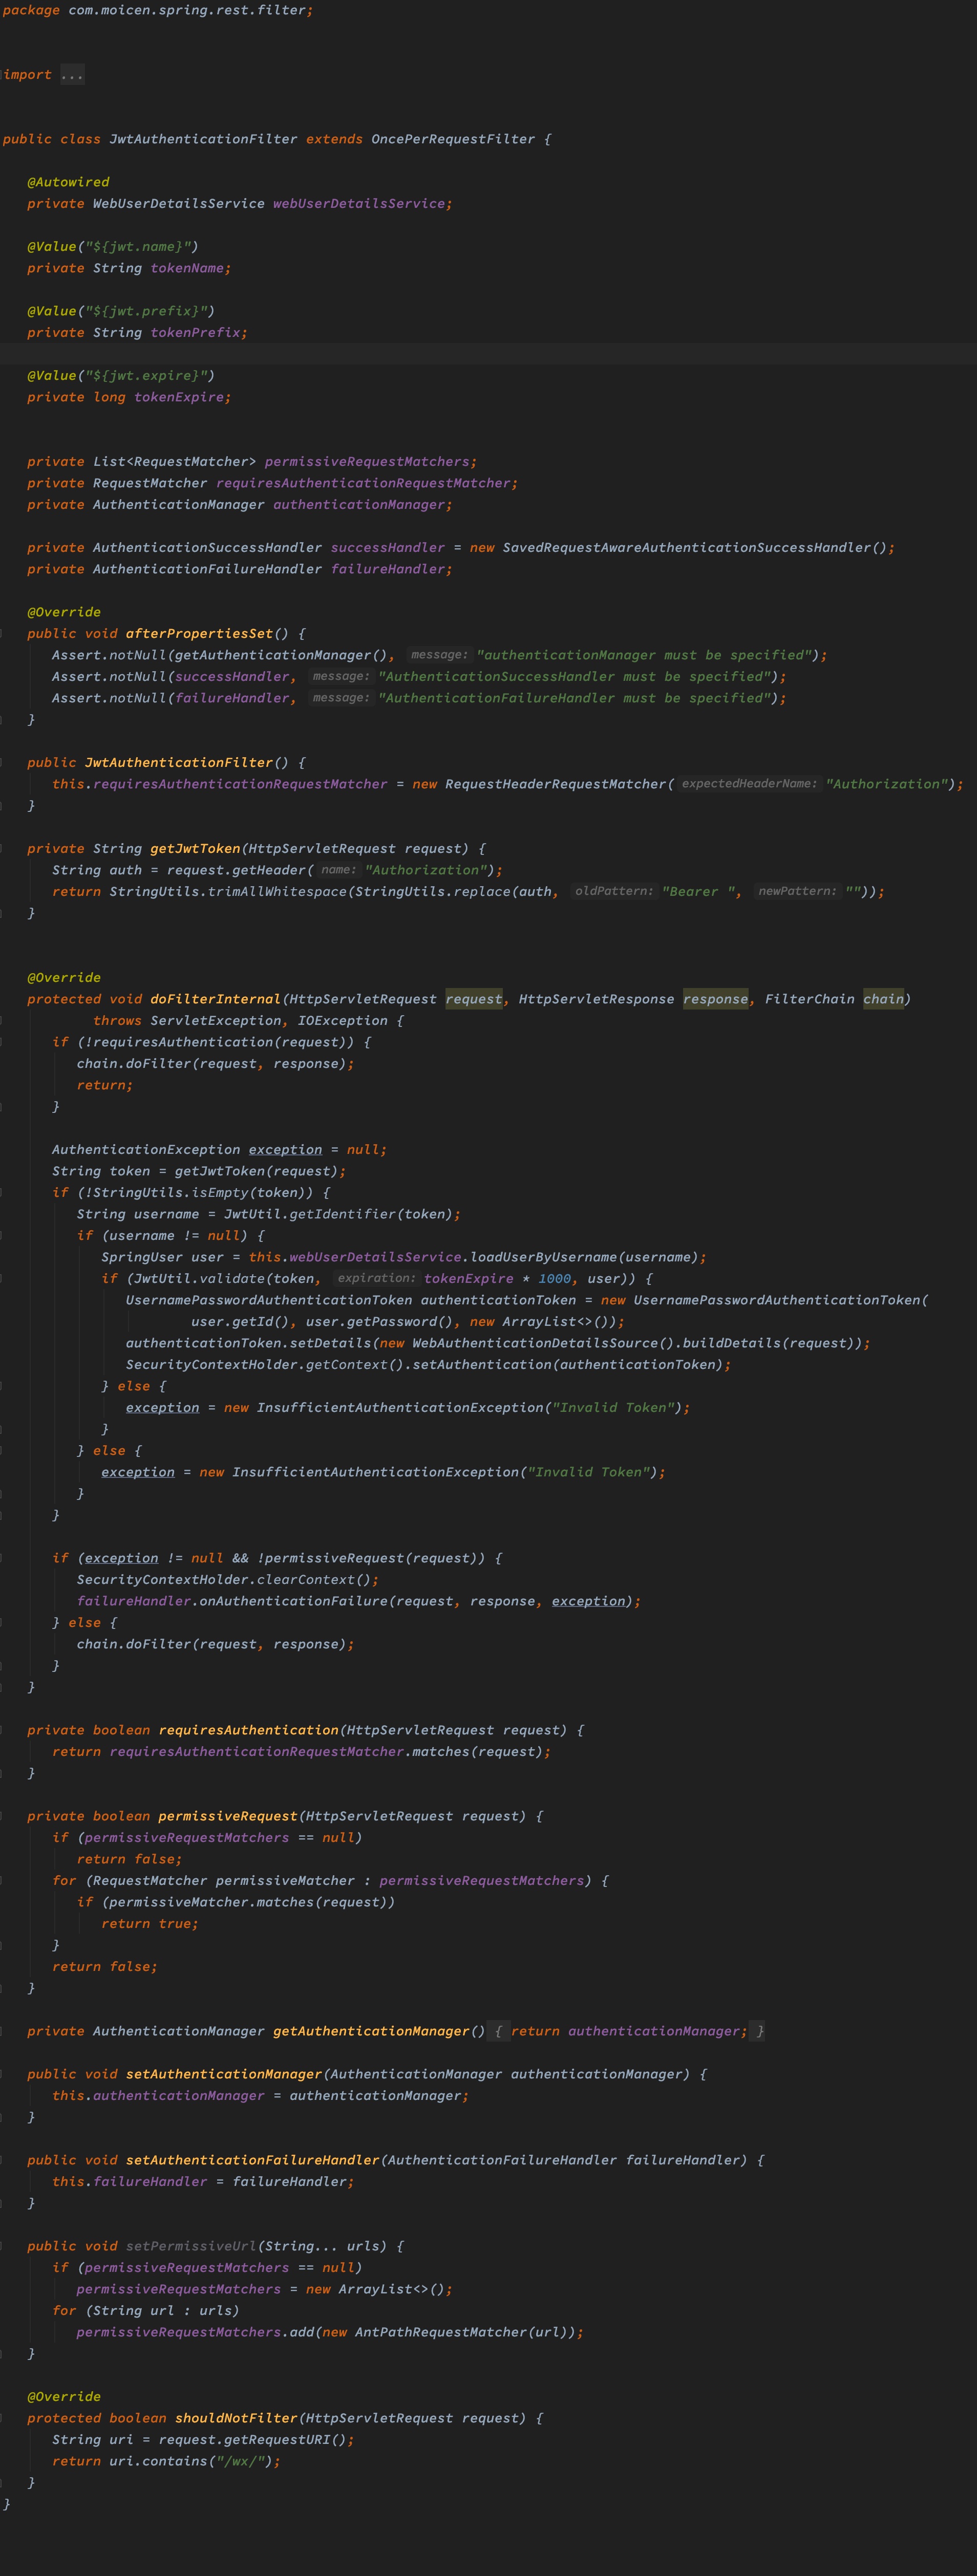 package com.moicen.spring.rest.filter;
import ...
public class JwtAuthenticationFilter extends OncePerRequestFilter {
@Autowired
private WebUserDetailsService webUserDetailsService;
@Value("${jwt.name}")
private String tokenName;
@Value("${jwt.prefix}")
private String tokenPrefix;
@Value("${jwt.expire}")
private long tokenExpire;
private List<RequestMatcher> permissiveRequestMatchers;
private RequestMatcher requiresAuthenticationRequestMatcher;
private AuthenticationManager authenticationManager;
private AuthenticationSuccessHandler successHandler = new SavedRequestAwareAuthenticationSuccessHandler();
private AuthenticationFailureHandler failureHandler;
@Override
public void afterPropertiesSet() {
Assert.notNull(getAuthenticationManager(), message: "authenticationManager must be specified");
Assert.notNull(successHandler, message: "AuthenticationSuccessHandler must be specified");
Assert.notNull(failureHandler, message: "AuthenticationFailureHandler must be specified");
}
public JwtAuthenticationFilter() {
this.requiresAuthenticationRequestMatcher = new RequestHeaderRequestMatcher( expectedHeaderName: "Authorization");
}
private String getJwtToken(HttpServletRequest request) {
String auth = request.getHeader( name: "Authorization");
return StringUtils.trimAllWhitespace(StringUtils.replace(auth, oldPattern: "Bearer ", newPattern: ""));
}
@Override
protected void doFilterInternal(HttpServletRequest request, HttpServletResponse response, FilterChain chain)
throws ServletException, IOException {
if (!requiresAuthentication(request)) {
chain.doFilter(request, response);
return;
}
AuthenticationException exception = null;
String token = getJwtToken(request);
if (!StringUtils.isEmpty(token)) {
String username = JwtUtil.getIdentifier(token);
if (username != null) {
SpringUser user = this.webUserDetailsService.loadUserByUsername(username);
if (JwtUtil.validate(token, expiration: tokenExpire * 1000, user)) {
UsernamePasswordAuthenticationToken authenticationToken = new UsernamePasswordAuthenticationToken(
user.getId(), user.getPassword(), new ArrayList<>());
authenticationToken.setDetails(new WebAuthenticationDetailsSource().buildDetails(request));
SecurityContextHolder.getContext().setAuthentication(authenticationToken);
} else {
exception = new InsufficientAuthenticationException("Invalid Token");
}
} else {
exception = new InsufficientAuthenticationException("Invalid Token");
}
}
if (exception != null && !permissiveRequest(request)) {
SecurityContextHolder.clearContext();
failureHandler.onAuthenticationFailure(request, response, exception);
} else {
chain.doFilter(request, response);
}
}
private boolean requiresAuthentication(HttpServletRequest request) {
return requiresAuthenticationRequestMatcher.matches(request);
}
private boolean permissiveRequest(HttpServletRequest request) {
if (permissiveRequestMatchers == null)
return false;
for (RequestMatcher permissiveMatcher : permissiveRequestMatchers) {
if (permissiveMatcher.matches(request))
return true;
}
return false;
}
private AuthenticationManager getAuthenticationManager() { return authenticationManager; }
public void setAuthenticationManager(AuthenticationManager authenticationManager) {
this.authenticationManager = authenticationManager;
}
public void setAuthenticationFailureHandler(AuthenticationFailureHandler failureHandler) {
this.failureHandler = failureHandler;
}
public void setPermissiveUrl(String... urls) {
if (permissiveRequestMatchers == null)
permissiveRequestMatchers = new ArrayList<>();
for (String url : urls)
permissiveRequestMatchers.add(new AntPathRequestMatcher(url));
}
@Override
protected boolean shouldNotFilter(HttpServletRequest request) {
String uri = request.getRequestURI();
return uri.contains("/wx/");
}
}